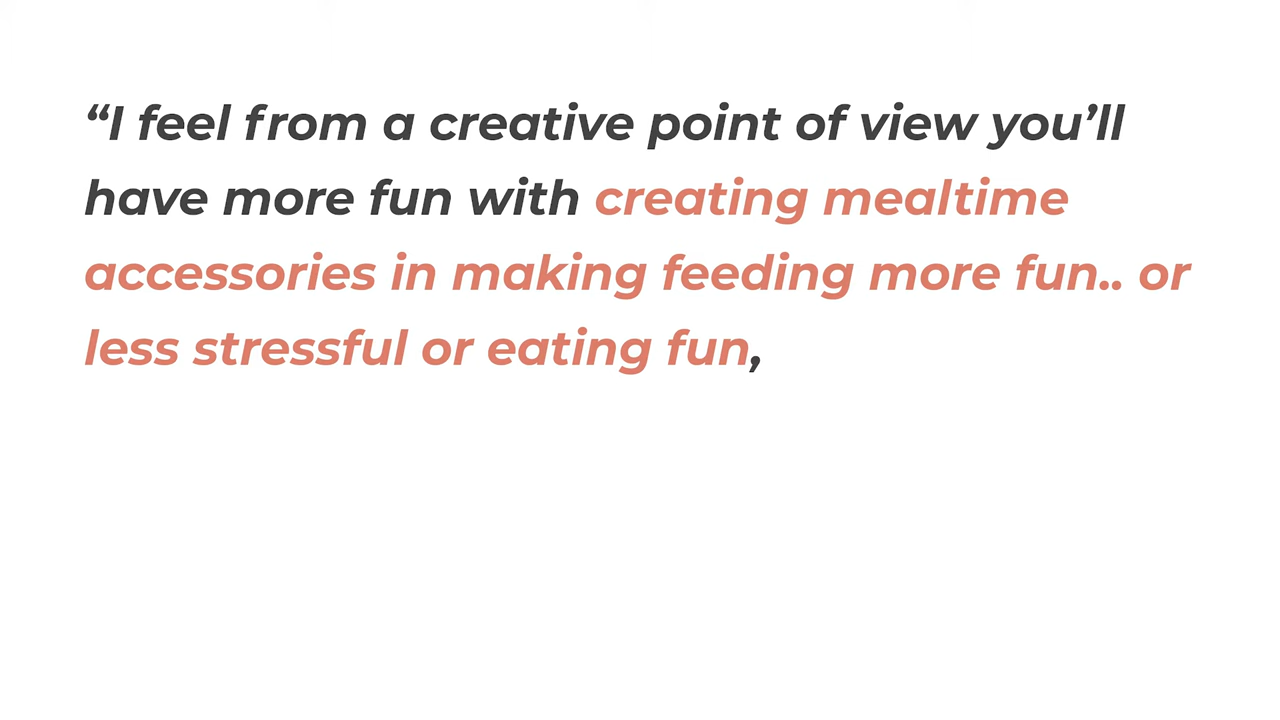 “I feel from a creative point of view you’ll
have more fun with creating mealtime
accessories in making feeding more fun.. or
less stressful or eating fun,